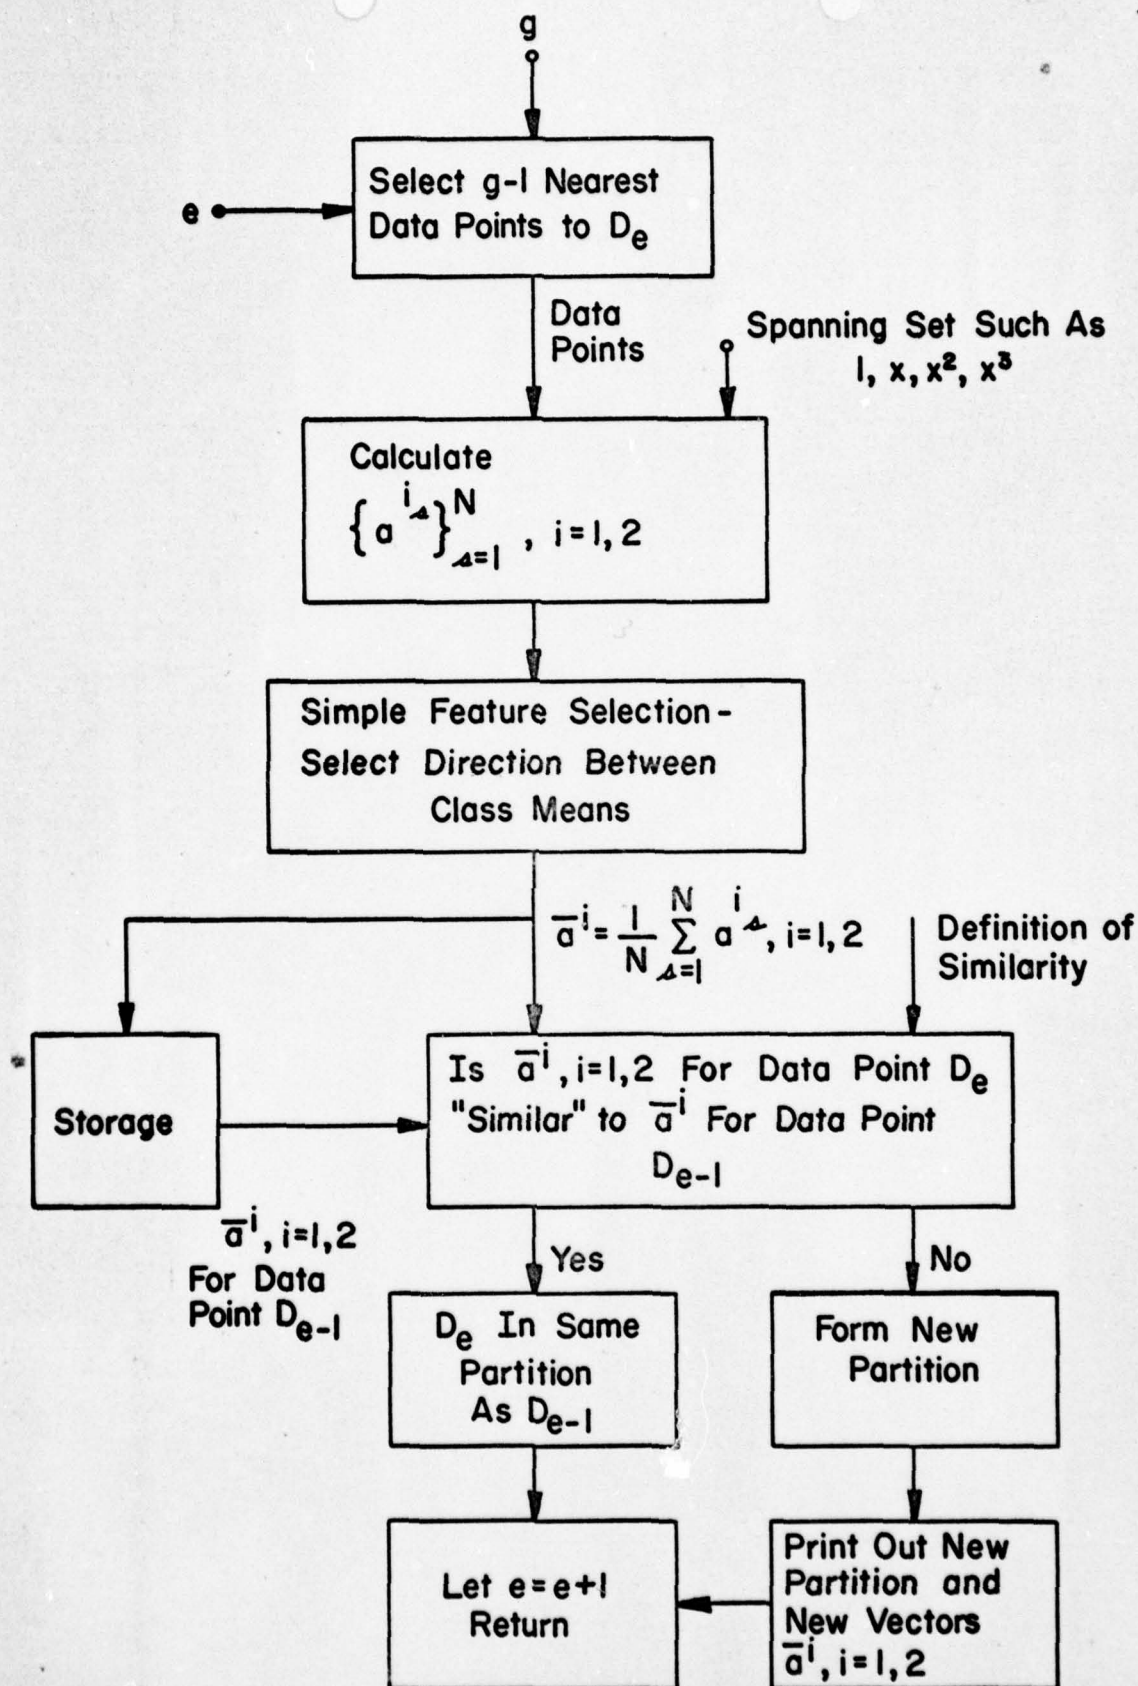 g
e
Select g-1 Nearest
Data Points to Dₑ
Data
Points
Spanning Set Such As
1, x, x², x³
Calculate
{a^{i_s}}_{s=1}^{N}, i=1,2
Simple Feature Selection-
Select Direction Between
Class Means
a̅ⁱ = 1/N ∑_{s=1}^{N} a^{i_s}, i=1,2
Definition of
Similarity
Storage
Is a̅ⁱ, i=1,2 For Data Point Dₑ
"Similar" to a̅ⁱ For Data Point
Dₑ₋₁
a̅ⁱ, i=1,2
For Data
Point Dₑ₋₁
Yes
No
Dₑ In Same
Partition
As Dₑ₋₁
Form New
Partition
Let e=e+1
Return
Print Out New
Partition and
New Vectors
a̅ⁱ, i=1,2